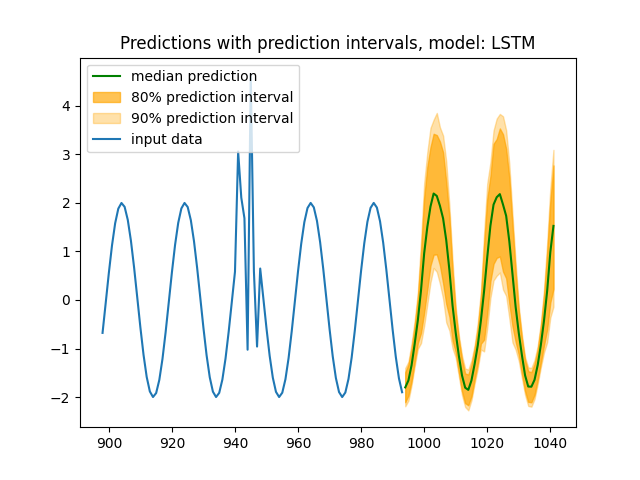 Predictions with prediction intervals, model: LSTM
median prediction
80% prediction interval
90% prediction interval
input data
4
3
2
1
0
−1
−2
900 920 940 960 980 1000 1020 1040